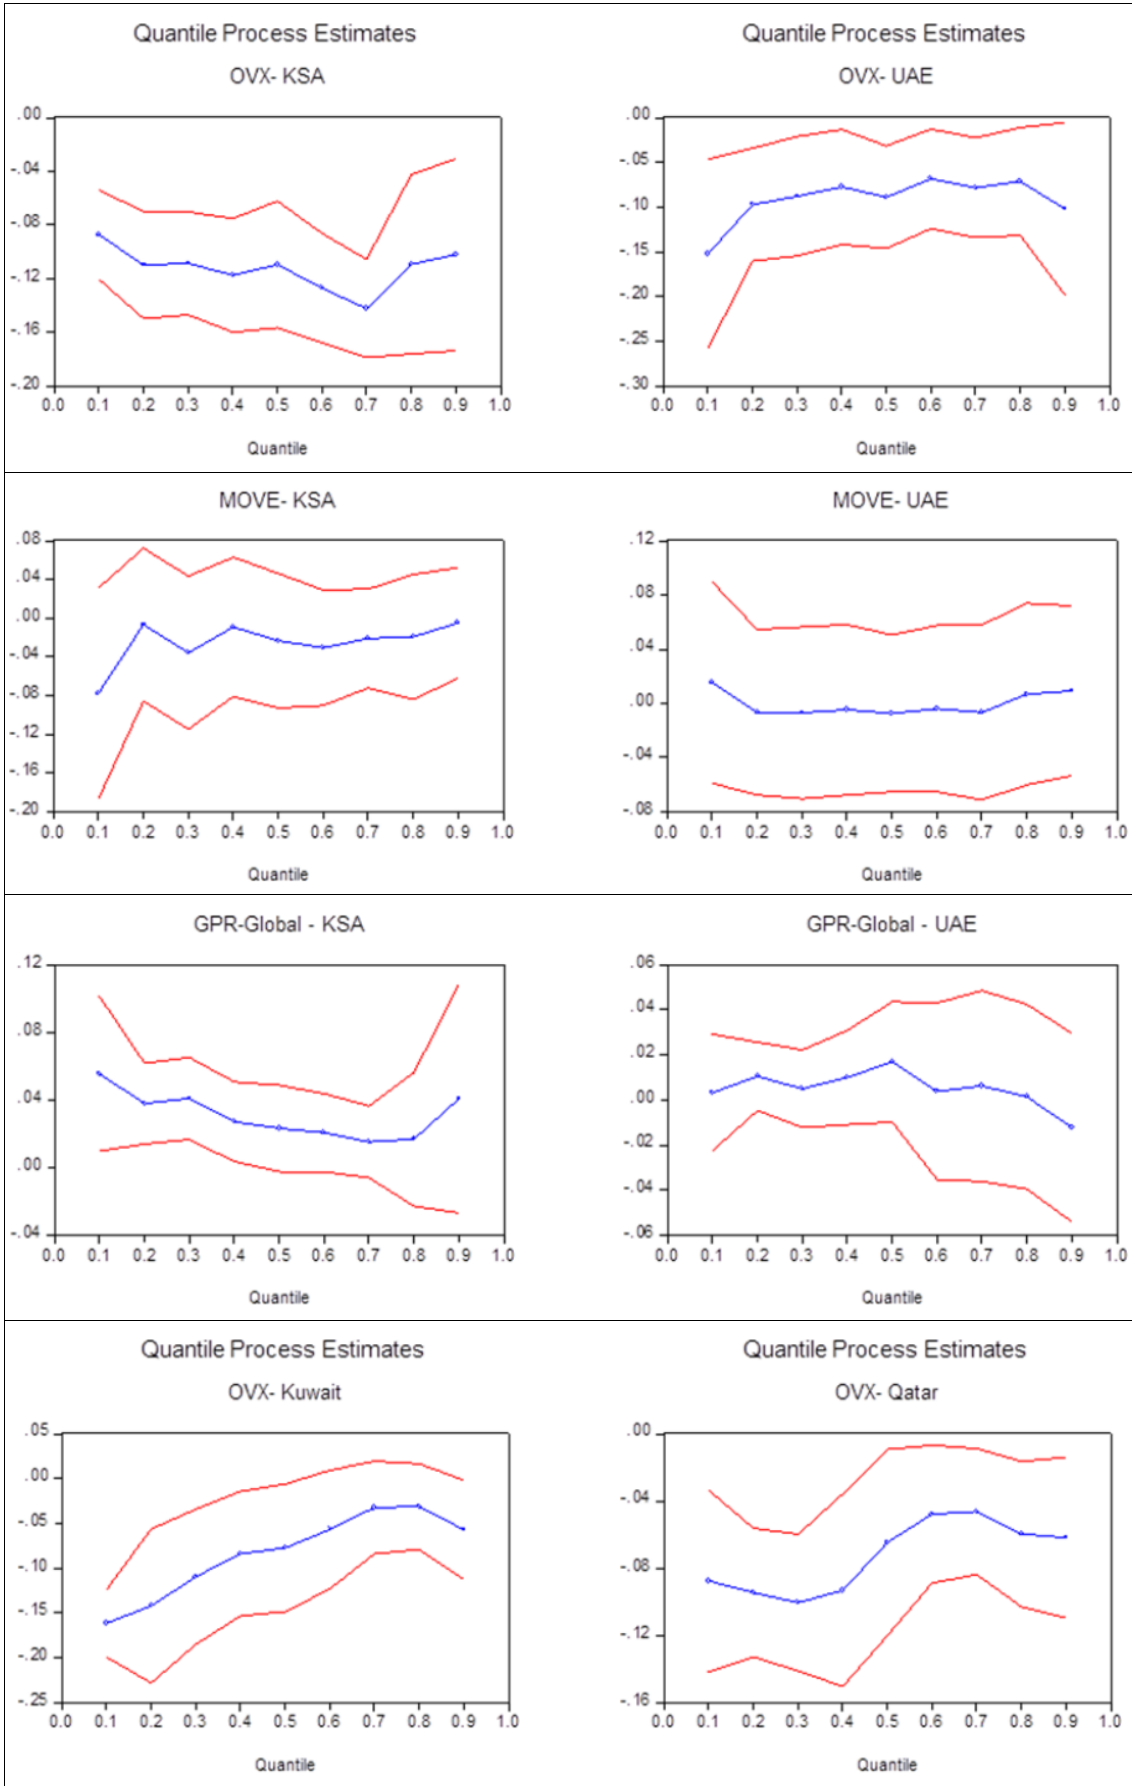 Quantile Process Estimates
OVX- KSA
.00
-.04
-.08
-.12
-.16
-.20
0.0 0.1 0.2 0.3 0.4 0.5 0.6 0.7 0.8 0.9 1.0
Quantile
Quantile Process Estimates
OVX- UAE
.00
-.05
-.10
-.15
-.20
-.25
-.30
0.0 0.1 0.2 0.3 0.4 0.5 0.6 0.7 0.8 0.9 1.0
Quantile
MOVE- KSA
.08
.04
.00
-.04
-.08
-.12
-.16
-.20
0.0 0.1 0.2 0.3 0.4 0.5 0.6 0.7 0.8 0.9 1.0
Quantile
MOVE- UAE
.12
.08
.04
.00
-.04
-.08
0.0 0.1 0.2 0.3 0.4 0.5 0.6 0.7 0.8 0.9 1.0
Quantile
GPR-Global - KSA
.12
.08
.04
.00
-.04
0.0 0.1 0.2 0.3 0.4 0.5 0.6 0.7 0.8 0.9 1.0
Quantile
GPR-Global - UAE
.06
.04
.02
.00
-.02
-.04
-.06
0.0 0.1 0.2 0.3 0.4 0.5 0.6 0.7 0.8 0.9 1.0
Quantile
Quantile Process Estimates
OVX- Kuwait
.05
.00
-.05
-.10
-.15
-.20
-.25
0.0 0.1 0.2 0.3 0.4 0.5 0.6 0.7 0.8 0.9 1.0
Quantile
Quantile Process Estimates
OVX- Qatar
.00
-.04
-.08
-.12
-.16
0.0 0.1 0.2 0.3 0.4 0.5 0.6 0.7 0.8 0.9 1.0
Quantile